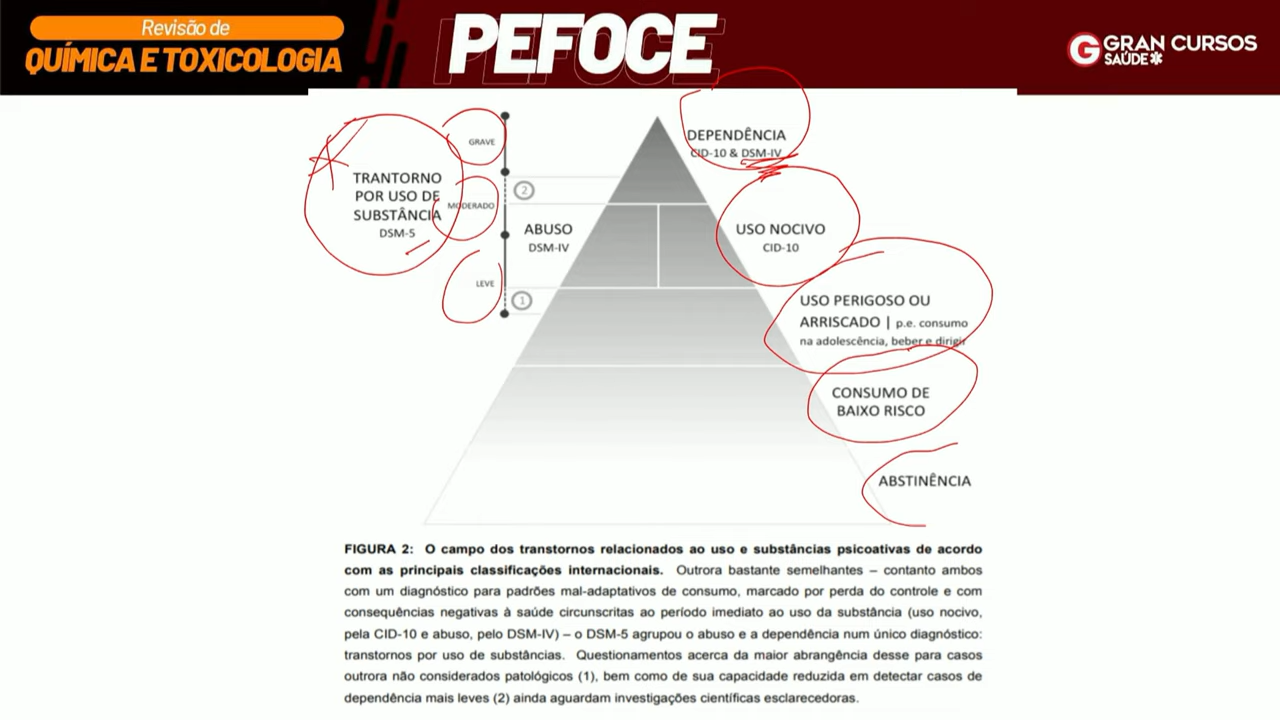 Revisão de
QUÍMICA E TOXICOLOGIA
PEFOCE
GRAN CURSOS
SAÚDE
GRAVE
DEPENDÊNCIA
CID-10 & DSM-IV
TRANTORNO
POR USO DE
SUBSTÂNCIA
DSM-5
2
MODERADO
ABUSO
DSM-IV
USO NOCIVO
CID-10
LEVE
1
USO PERIGOSO OU
ARRISCADO | p.e. consumo
na adolescência, beber e dirigir
CONSUMO DE
BAIXO RISCO
ABSTINÊNCIA
FIGURA 2: O campo dos transtornos relacionados ao uso e substâncias psicoativas de acordo
com as principais classificações internacionais. Outrora bastante semelhantes – contanto ambos
com um diagnóstico para padrões mal-adaptativos de consumo, marcado por perda do controle e com
consequências negativas à saúde circunscritas ao período imediato ao uso da substância (uso nocivo,
pela CID-10 e abuso, pelo DSM-IV) – o DSM-5 agrupou o abuso e a dependência num único diagnóstico:
transtornos por uso de substâncias. Questionamentos acerca da maior abrangência desse para casos
outrora não considerados patológicos (1), bem como de sua capacidade reduzida em detectar casos de
dependência mais leves (2) ainda aguardam investigações científicas esclarecedoras.